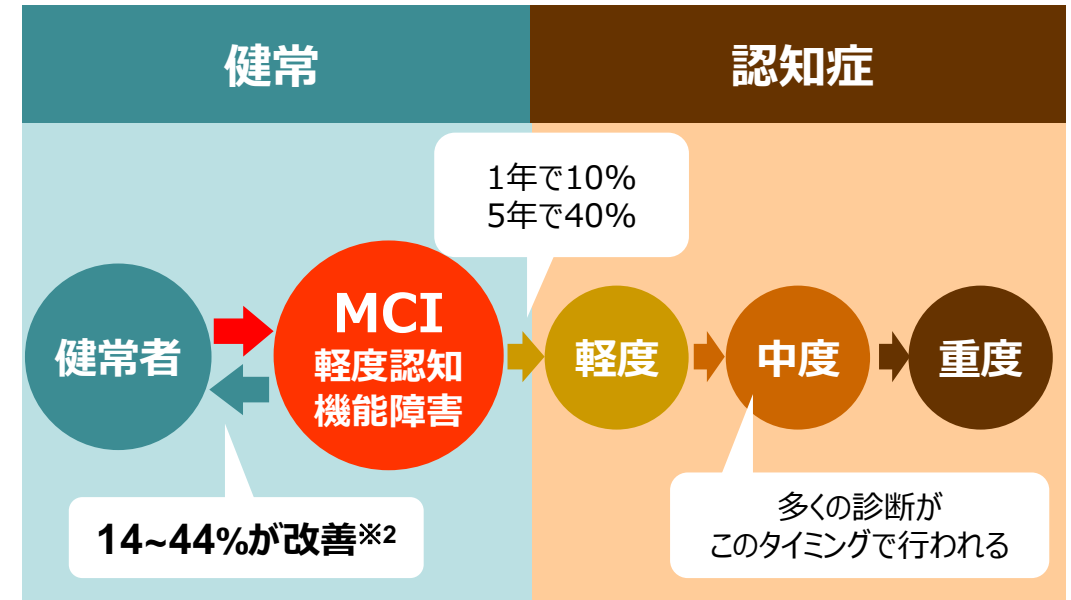 健常
認知症
1年で10%
5年で40%
健常者
MCI
軽度認知
機能障害
軽度
中度
重度
14~44%が改善※2
多くの診断が
このタイミングで行われる